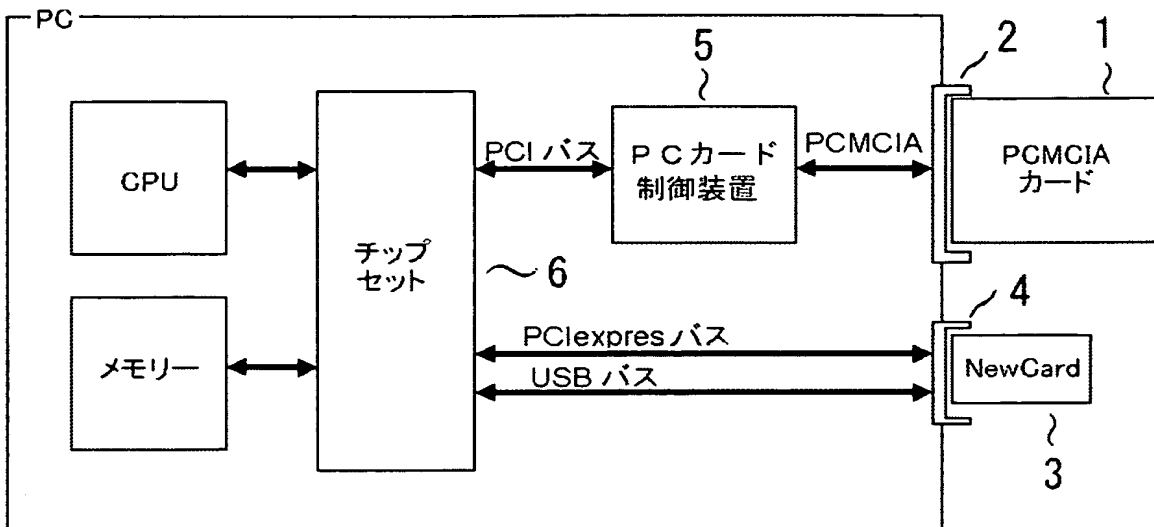 PC
5
2
1
CPU
PCI バス
PCカード
制御装置
PCMCIA
PCMCIA
カード
チップ
セット
6
4
メモリー
PCIexpres バス
USB バス
NewCard
3